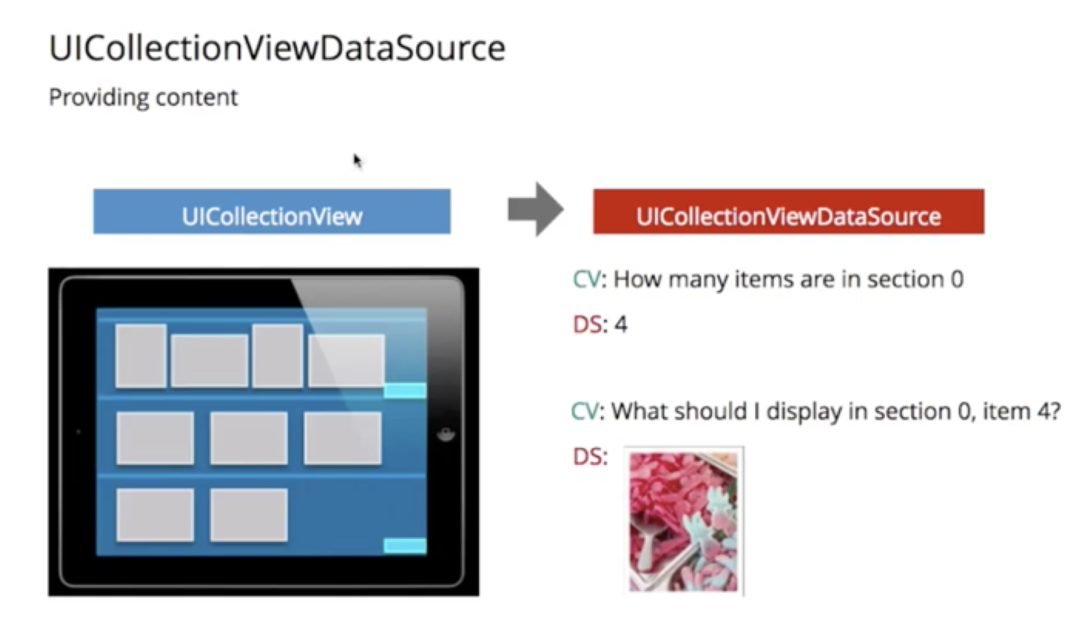 UICollectionViewDataSource
Providing content
UICollectionView
UICollectionViewDataSource
CV: How many items are in section 0
DS: 4
CV: What should I display in section 0, item 4?
DS: